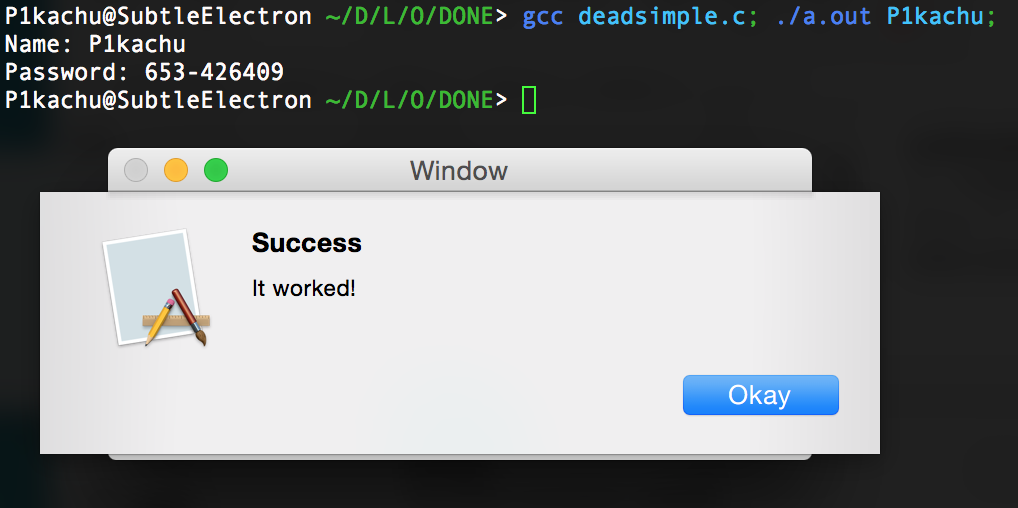 P1kachu@SubtleElectron ~/D/L/O/DONE> gcc deadsimple.c; ./a.out P1kachu;
Name: P1kachu
Password: 653-426409
P1kachu@SubtleElectron ~/D/L/O/DONE>
Window
Success
It worked!
Okay